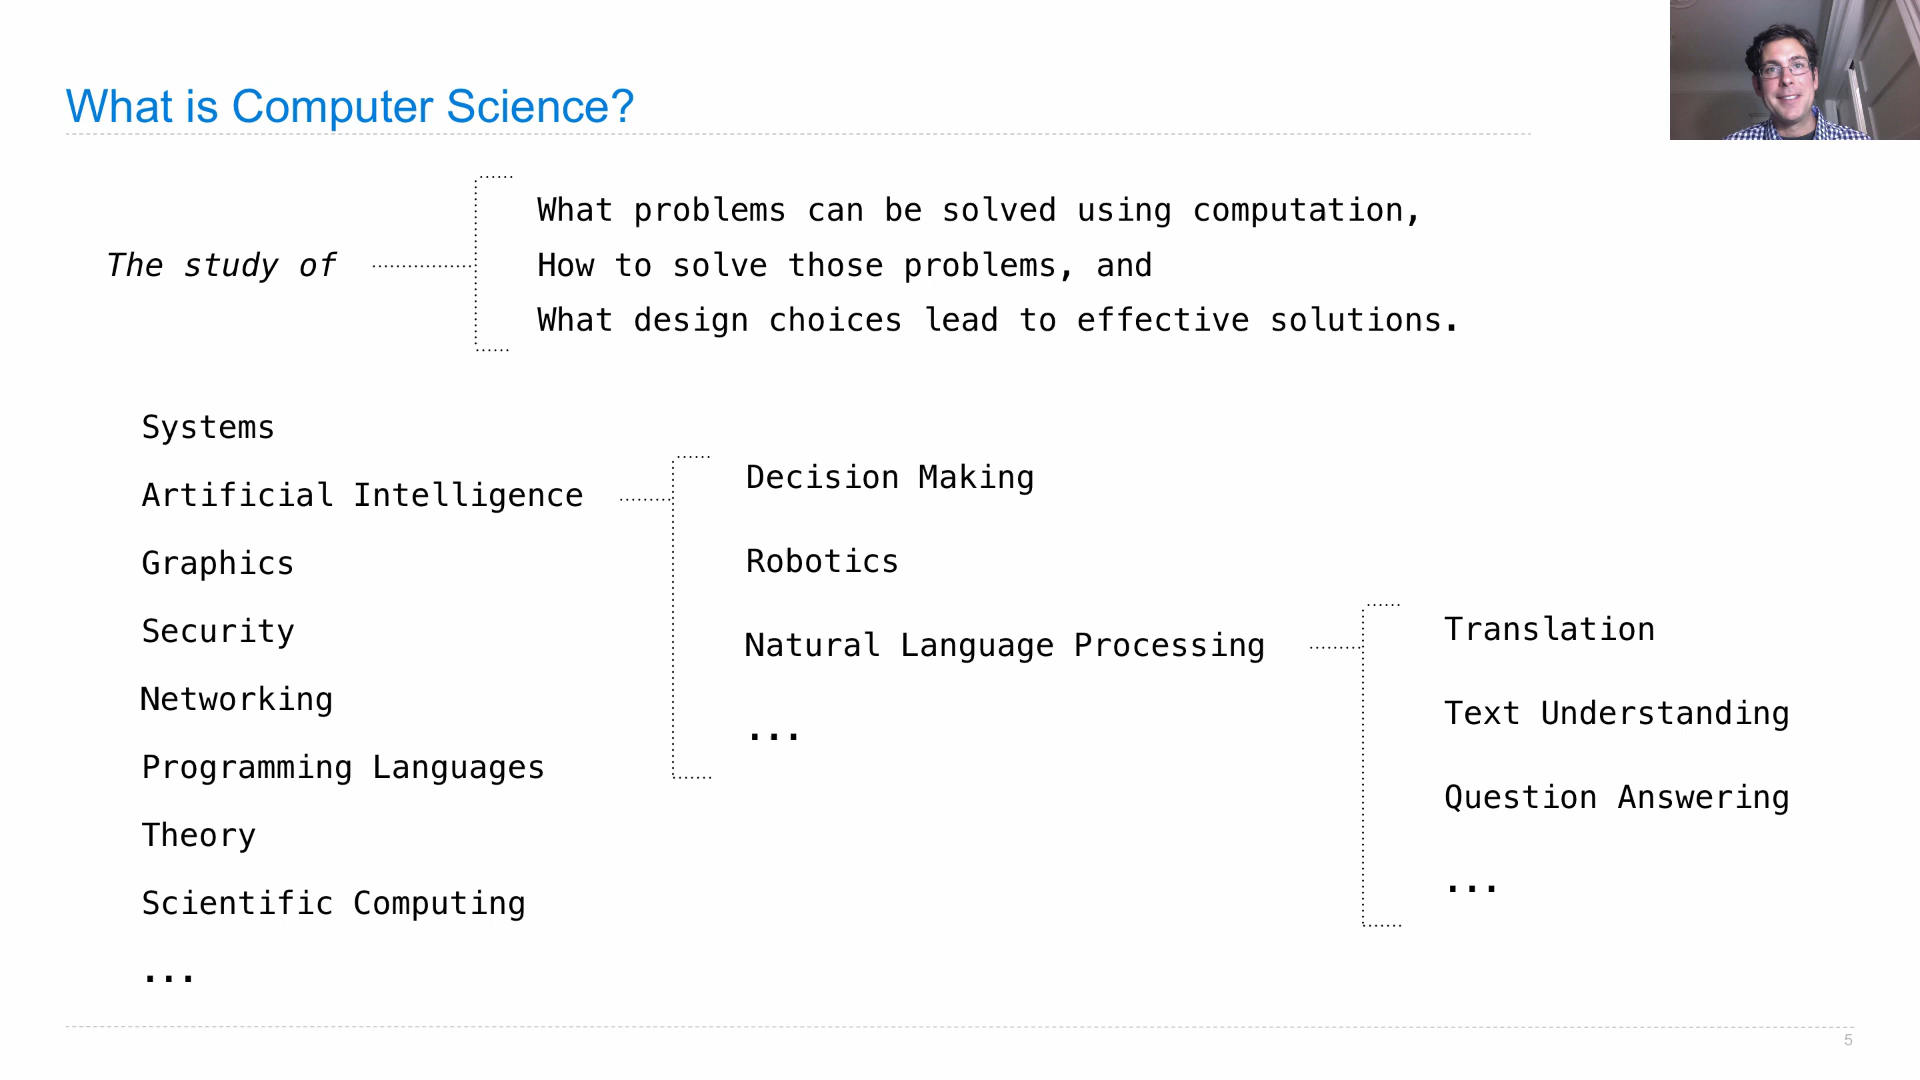 What is Computer Science?
What problems can be solved using computation,
The study of
How to solve those problems, and
What design choices lead to effective solutions.
Systems
Artificial Intelligence
Graphics
Security
Networking
Programming Languages
Theory
Scientific Computing
...
Decision Making
Robotics
Natural Language Processing
...
Translation
Text Understanding
Question Answering
...
5